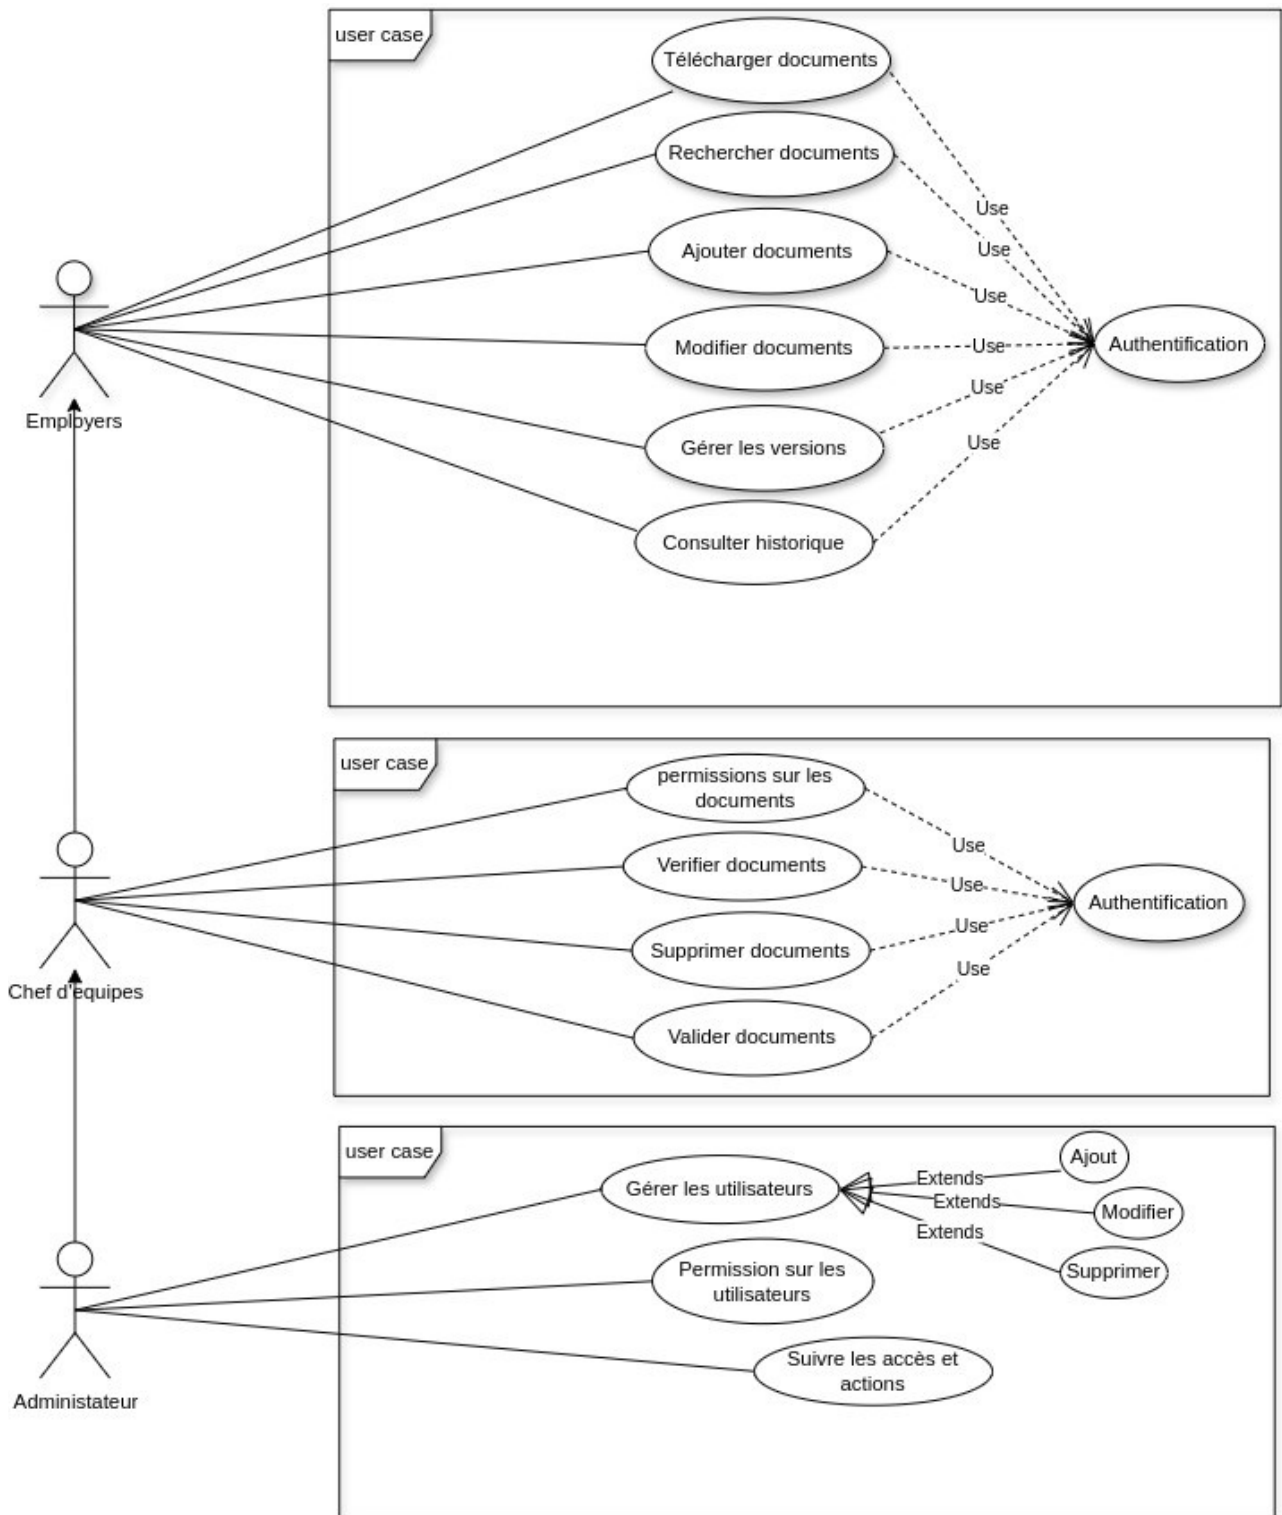 user case
Télécharger documents
Rechercher documents
Use
Ajouter documents
Use
Use
Modifier documents
Use
Authentification
Use
Employers
Gérer les versions
Use
Consulter historique
user case
permissions sur les
documents
Use
Verifier documents
Use
Authentification
Supprimer documents
Use
Use
Chef d'equipes
Valider documents
user case
Ajout
Extends
Gérer les utilisateurs
Extends
Modifier
Extends
Permission sur les
utilisateurs
Supprimer
Suivre les accès et
actions
Administateur